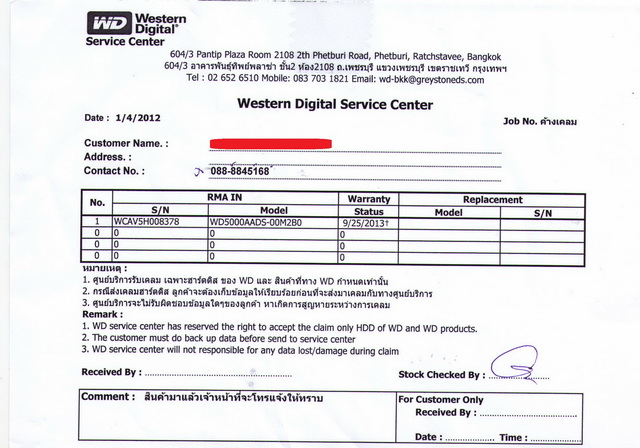 WD Western Digital®
Service Center
604/3 Pantip Plaza Room 2108 2th Phetburi Road, Phetburi, Ratchstavee, Bangkok
604/3 อาคารพันธุ์ทิพย์พลาซ่า ชั้น2 ห้อง2108 ถ.เพชรบุรี แขวงเพชรบุรี เขตราชเทวี กรุงเทพฯ
Tel : 02 652 6510 Mobile: 083 703 1821 Email: wd-bkk@greystoneds.com
Western Digital Service Center
Date : 1/4/2012
Job No. ค้างเคลม
Customer Name. :
Address. :
Contact No. : 088-8845168
No. RMA IN Warranty Replacement
S/N Model Status Model S/N
1 WCAV5H008378 WD5000AADS-00M2B0 9/25/2013†
0 0 0 0
0 0 0 0
0 0 0 0
หมายเหตุ :
1. ศูนย์บริการรับเคลม เฉพาะฮาร์ดดิส ของ WD และ สินค้าที่ทาง WD กำหนดเท่านั้น
2. กรณีส่งเคลมฮาร์ดดิส ลูกค้าจะต้องเก็บข้อมูลให้เรียบร้อยก่อนที่จะส่งมาเคลมกับทางศูนย์บริการ
3. ศูนย์บริการจะไม่รับผิดชอบข้อมูลใดๆของลูกค้า หาเกิดการสูญหายระหว่างการเคลม
Remark :
1. WD service center has reserved the right to accept the claim only HDD of WD and WD products.
2. The customer must do back up data before send to service center
3. WD service center will not responsible for any data lost/damage during claim
Received By :
Stock Checked By :
Comment : สินค้ามาแล้วเจ้าหน้าที่จะโทรแจ้งให้ทราบ
For Customer Only
Received By :
Date : Time :